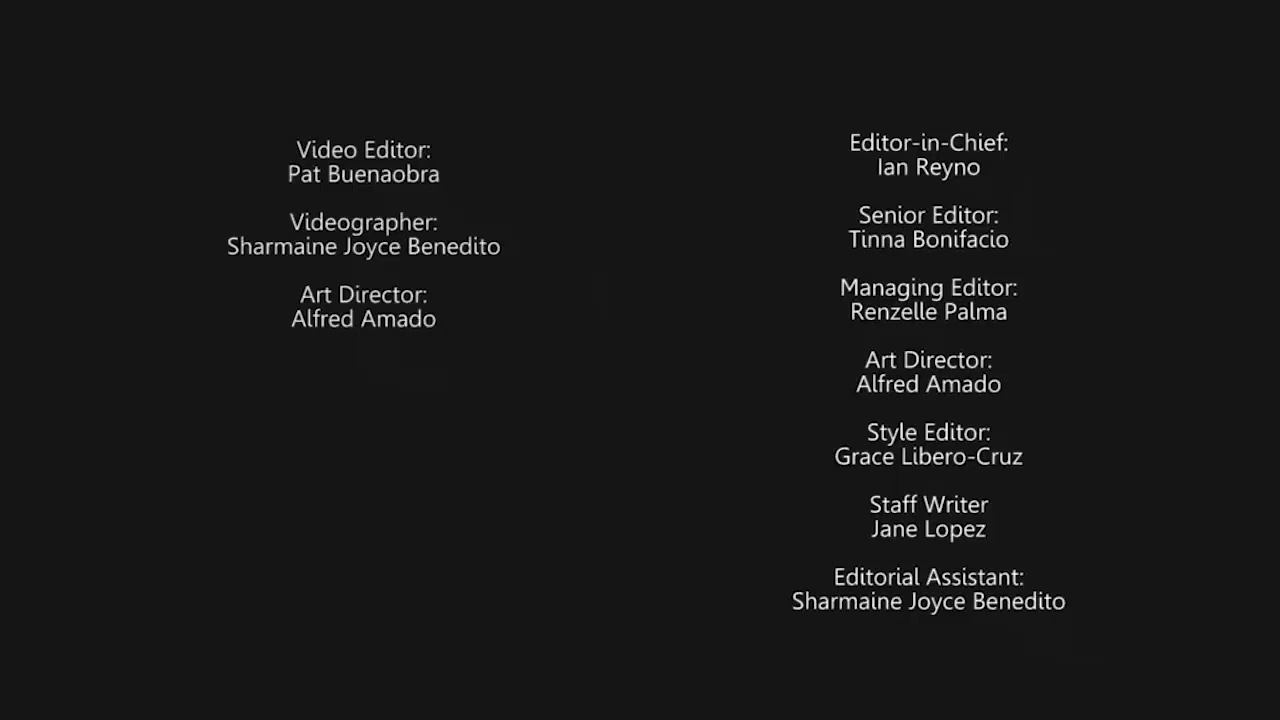 Video Editor:
Pat Buenaobra
Videographer:
Sharmaine Joyce Benedito
Art Director:
Alfred Amado
Editor-in-Chief:
Ian Reyno
Senior Editor:
Tinna Bonifacio
Managing Editor:
Renzelle Palma
Art Director:
Alfred Amado
Style Editor:
Grace Libero-Cruz
Staff Writer
Jane Lopez
Editorial Assistant:
Sharmaine Joyce Benedito